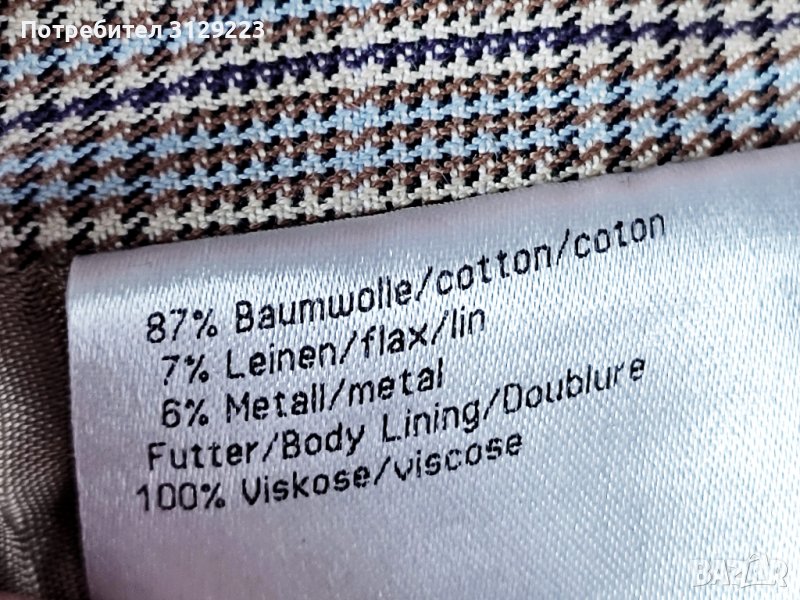 Потребител 3129223
87% Baumwolle/cotton/coton
7% Leinen/flax/lin
6% Metall/metal
Futter/Body Lining/Doublure
100% Viskose/viscose
BAZAR